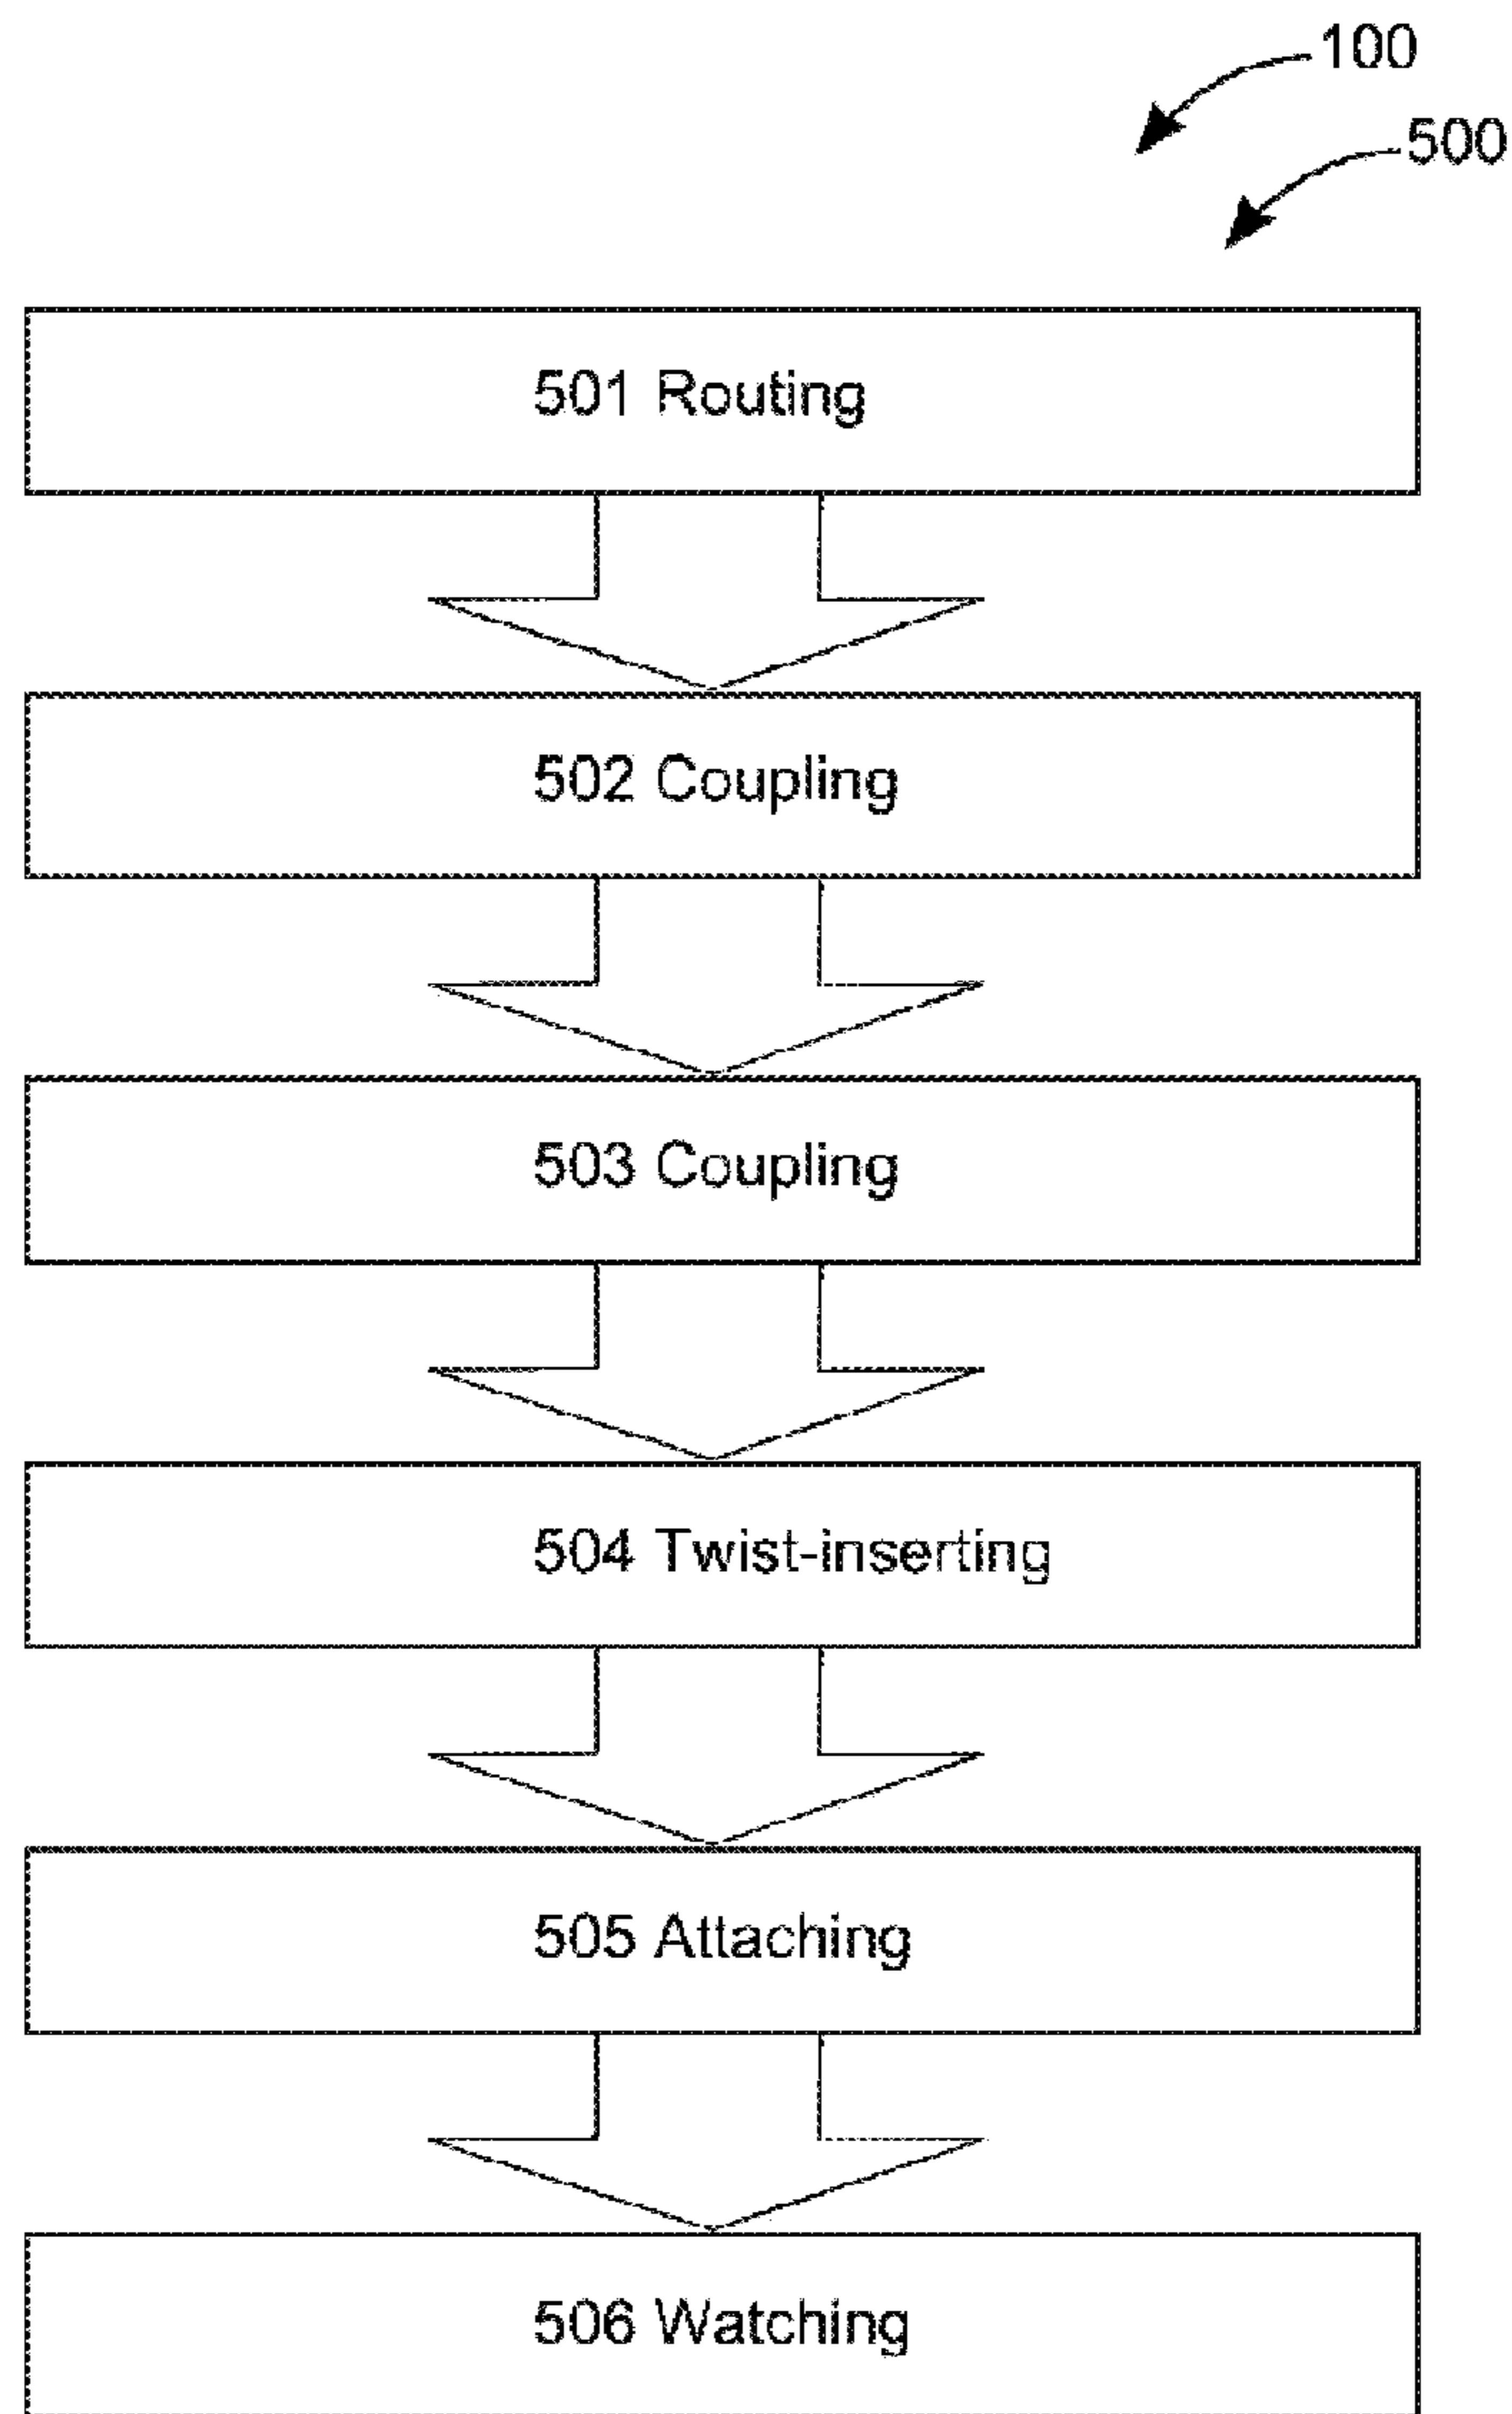 100
500
501 Routing
502 Coupling
503 Coupling
504 Twist-inserting
505 Attaching
506 Watching